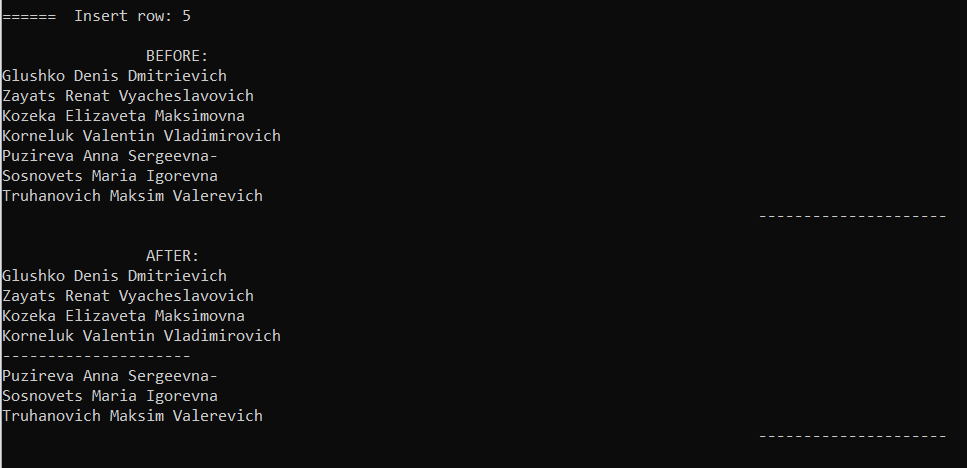 ======  Insert row: 5
BEFORE:
Glushko Denis Dmitrievich
Zayats Renat Vyacheslavovich
Kozeka Elizaveta Maksimovna
Korneluk Valentin Vladimirovich
Puzireva Anna Sergeevna-
Sosnovets Maria Igorevna
Truhanovich Maksim Valerevich
---------------------
AFTER:
Glushko Denis Dmitrievich
Zayats Renat Vyacheslavovich
Kozeka Elizaveta Maksimovna
Korneluk Valentin Vladimirovich
---------------------
Puzireva Anna Sergeevna-
Sosnovets Maria Igorevna
Truhanovich Maksim Valerevich
---------------------